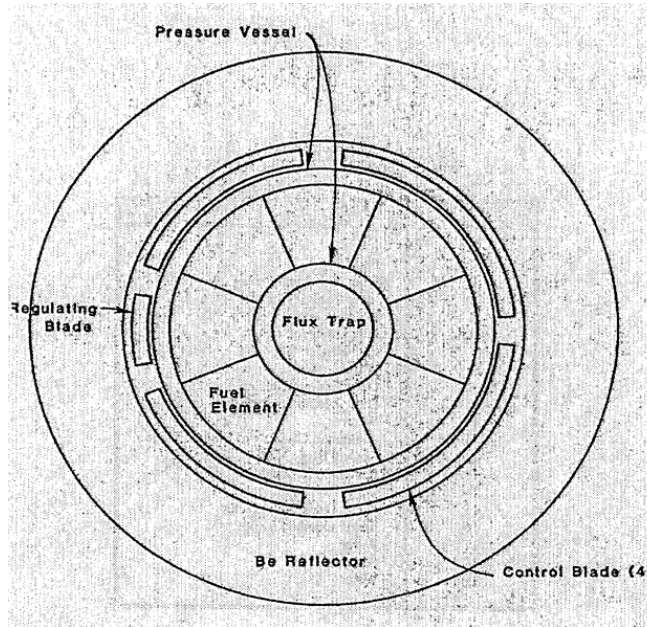 Pressure Vessel
Regulating
Blade
Flux Trap
Fuel
Element
Be Reflector
Control Blade (4